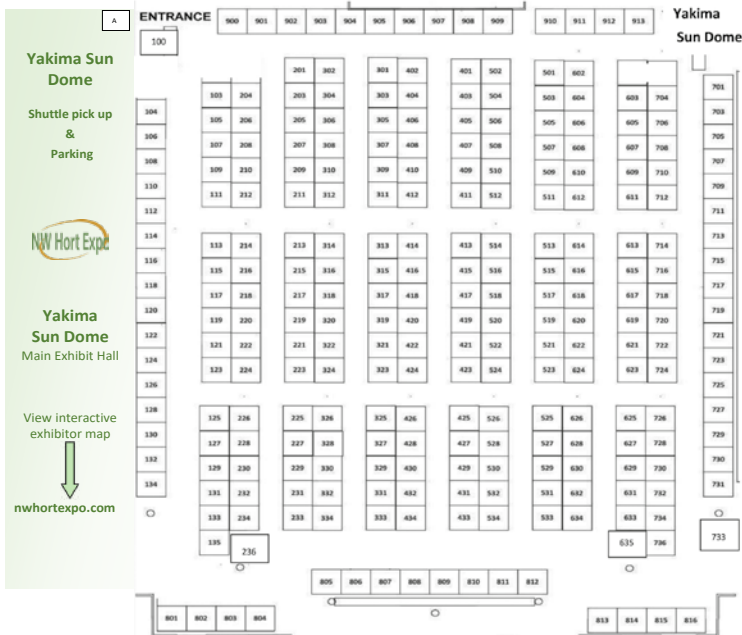 A
Yakima Sun
Dome
Shuttle pick up
&
Parking
NW Hort Expo
Yakima
Sun Dome
Main Exhibit Hall
View interactive
exhibitor map
nwhortexpo.com
ENTRANCE
900 901 902 903 904 905 906 907 908 909
910 911 912 913
Yakima
Sun Dome
100
201 302 301 402 401 502 501 602
701
103 204 203 304 303 404 403 504 503 604 603 704
703
104
105 206 205 306 305 406 405 506 505 606 605 706
705
106
107 208 207 308 307 408 407 508 507 608 607 708
707
108
109 210 209 310 309 410 409 510 509 610 609 710
709
110
111 212 211 312 311 412 411 512 511 612 611 712
711
112
713
114
113 214 213 314 313 414 413 514 513 614 613 714
715
116
115 216 215 316 315 416 415 516 515 616 615 716
717
118
117 218 217 318 317 418 417 518 517 618 617 718
719
120
119 220 219 320 319 420 419 520 519 620 619 720
721
122
121 222 221 322 321 422 421 522 521 622 621 722
723
124
123 224 223 324 323 424 423 524 523 624 623 724
725
126
727
128
125 226 225 326 325 426 425 526 525 626 625 726
729
130
127 228 227 328 327 428 427 528 527 628 627 728
730
132
129 230 229 330 329 430 429 530 529 630 629 730
731
134
131 232 231 332 331 432 431 532 531 632 631 732
133 234 233 334 333 434 433 534 533 634 633 734
733
135 236
635 736
805 806 807 808 809 810 811 812
801 802 803 804
813 814 815 816